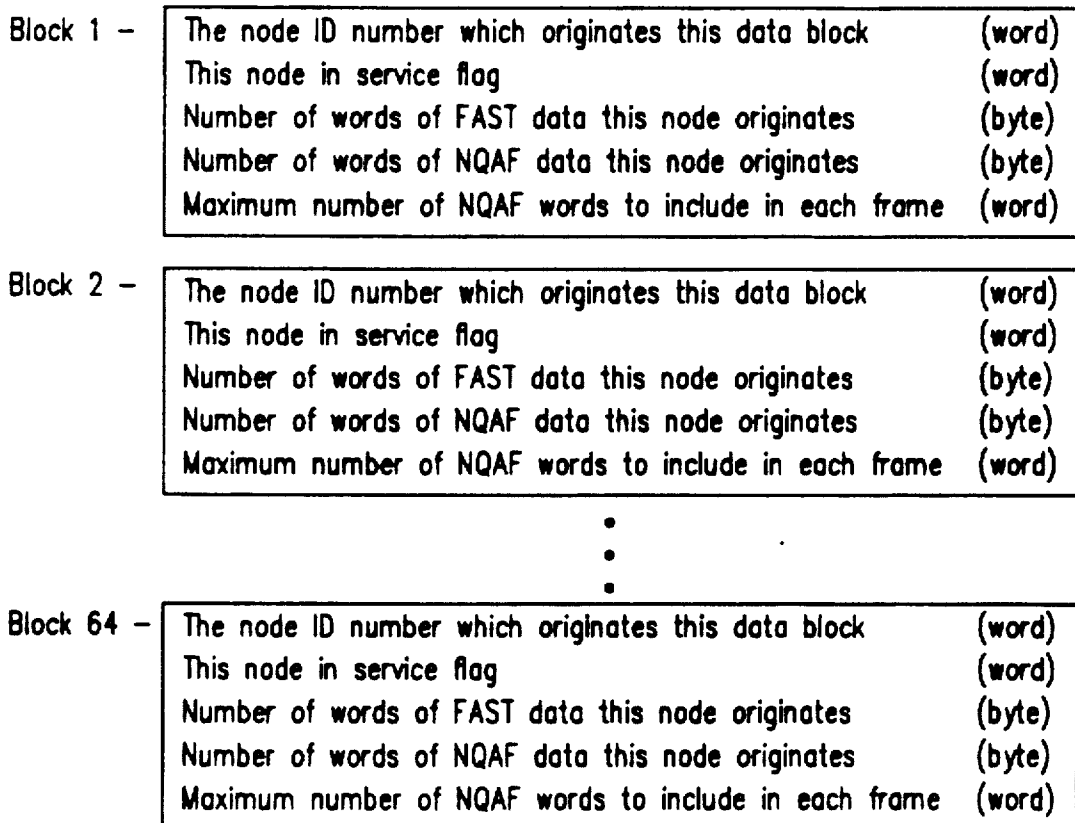 Block 1 – The node ID number which originates this data block (word)
This node in service flag (word)
Number of words of FAST data this node originates (byte)
Number of words of NQAF data this node originates (byte)
Maximum number of NQAF words to include in each frame (word)
Block 2 – The node ID number which originates this data block (word)
This node in service flag (word)
Number of words of FAST data this node originates (byte)
Number of words of NQAF data this node originates (byte)
Maximum number of NQAF words to include in each frame (word)
Block 64 – The node ID number which originates this data block (word)
This node in service flag (word)
Number of words of FAST data this node originates (byte)
Number of words of NQAF data this node originates (byte)
Maximum number of NQAF words to include in each frame (word)